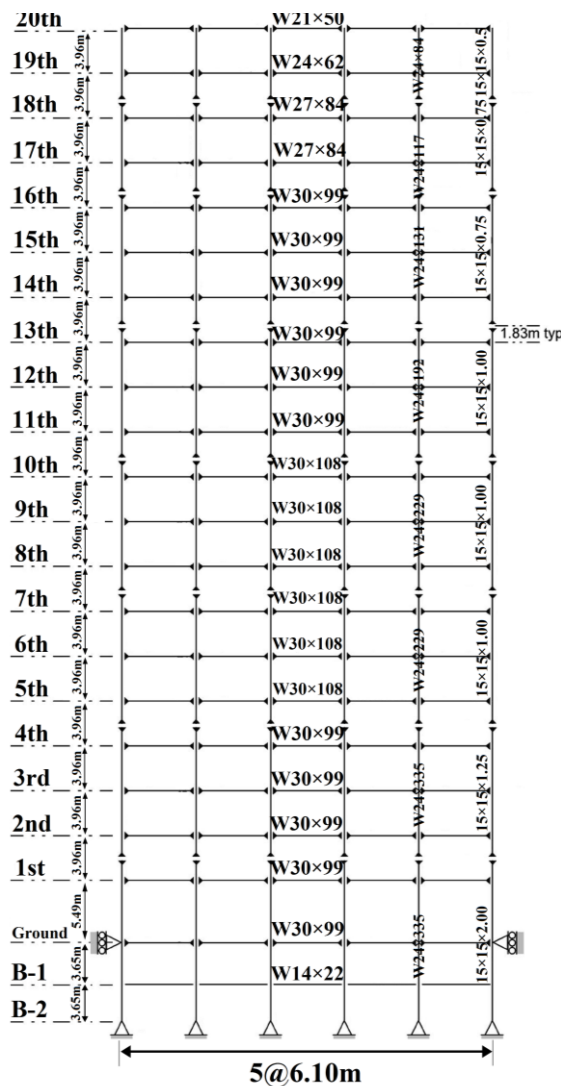 20th W21×50
3.96m W24×84 15×15×0.5
19th W24×62
3.96m
18th W27×84
3.96m W24×117 15×15×0.75
17th W27×84
3.96m
16th W30×99
3.96m W24×131 15×15×0.75
15th W30×99
3.96m
14th W30×99
3.96m
13th W30×99 1.83m typ
3.96m W24×192 15×15×1.00
12th W30×99
3.96m
11th W30×99
3.96m
10th W30×108
3.96m W24×229 15×15×1.00
9th W30×108
3.96m
8th W30×108
3.96m
7th W30×108
3.96m W24×229 15×15×1.00
6th W30×108
3.96m
5th W30×108
3.96m
4th W30×99
3.96m W24×335 15×15×1.25
3rd W30×99
3.96m
2nd W30×99
3.96m
1st W30×99
5.49m
Ground W30×99
3.65m W24×335 15×15×2.00
B-1 W14×22
3.65m
B-2
5@6.10m